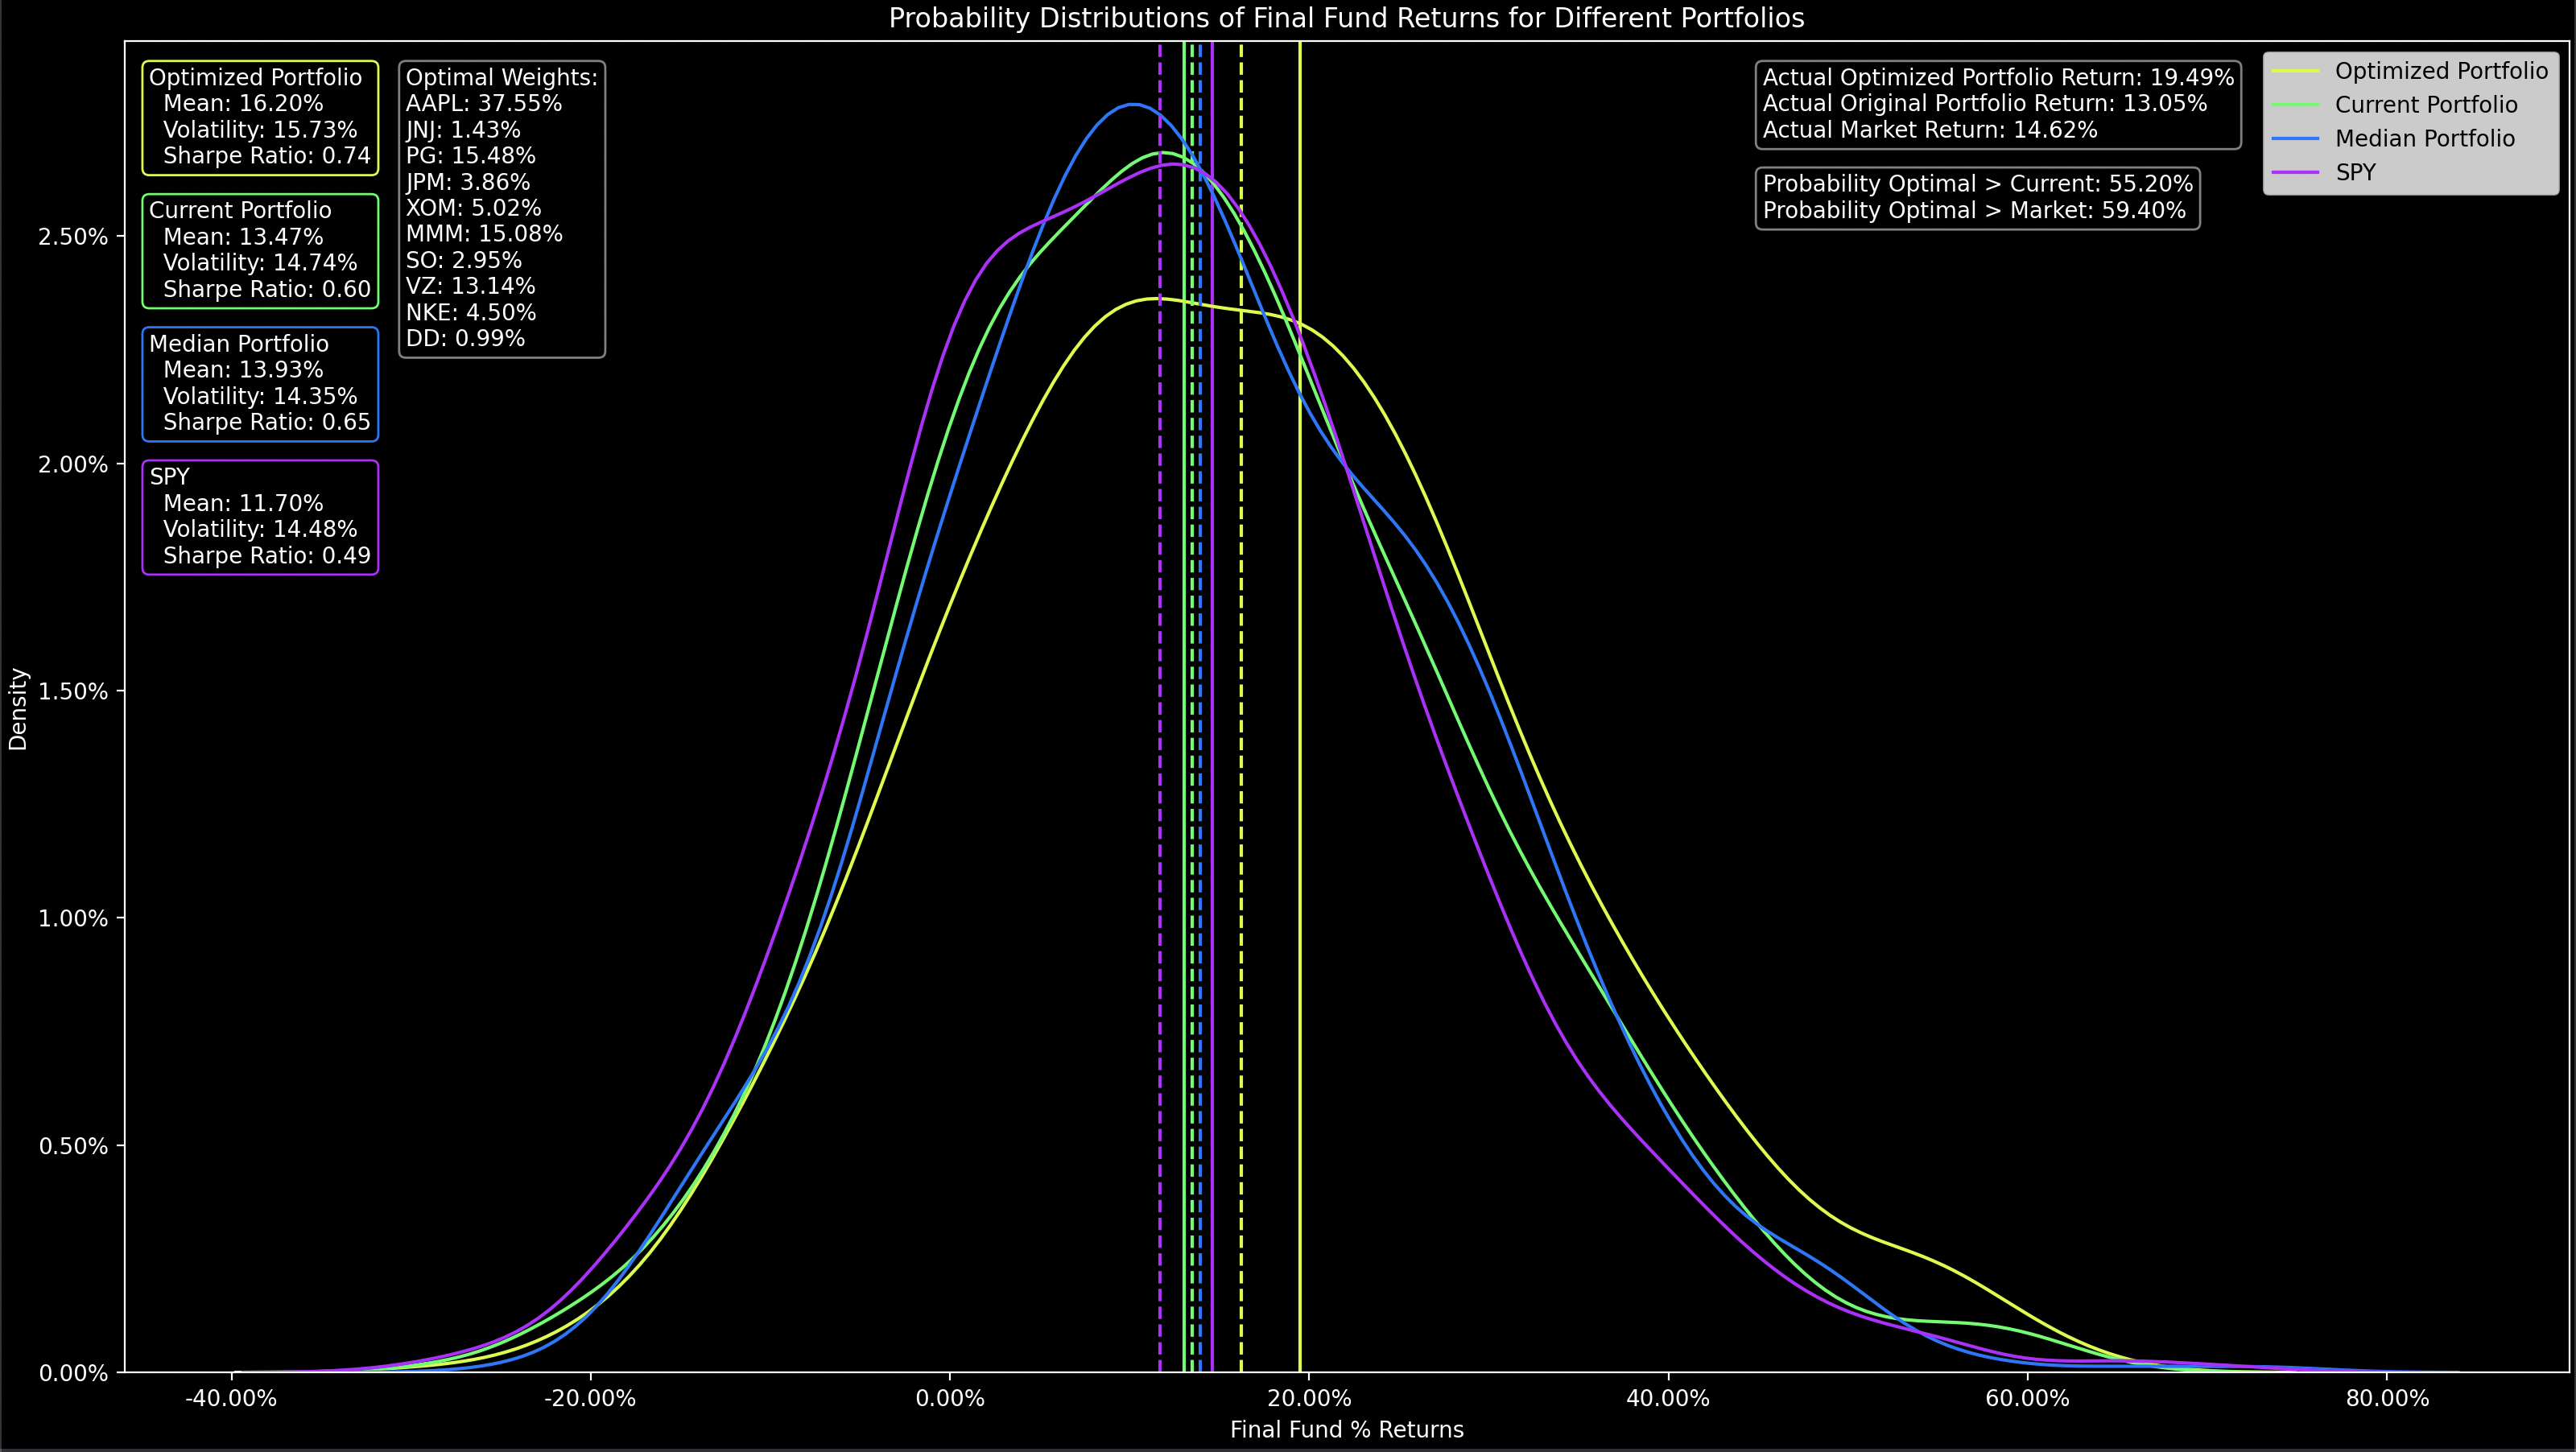 Probability Distributions of Final Fund Returns for Different Portfolios
Optimized Portfolio
Mean: 16.20%
Volatility: 15.73%
Sharpe Ratio: 0.74
Current Portfolio
Mean: 13.47%
Volatility: 14.74%
Sharpe Ratio: 0.60
Median Portfolio
Mean: 13.93%
Volatility: 14.35%
Sharpe Ratio: 0.65
SPY
Mean: 11.70%
Volatility: 14.48%
Sharpe Ratio: 0.49
Optimal Weights:
AAPL: 37.55%
JNJ: 1.43%
PG: 15.48%
JPM: 3.86%
XOM: 5.02%
MMM: 15.08%
SO: 2.95%
VZ: 13.14%
NKE: 4.50%
DD: 0.99%
Actual Optimized Portfolio Return: 19.49%
Actual Original Portfolio Return: 13.05%
Actual Market Return: 14.62%
Probability Optimal > Current: 55.20%
Probability Optimal > Market: 59.40%
Optimized Portfolio
Current Portfolio
Median Portfolio
SPY
Density
2.50%
2.00%
1.50%
1.00%
0.50%
0.00%
-40.00%
-20.00%
0.00%
20.00%
40.00%
60.00%
80.00%
Final Fund % Returns